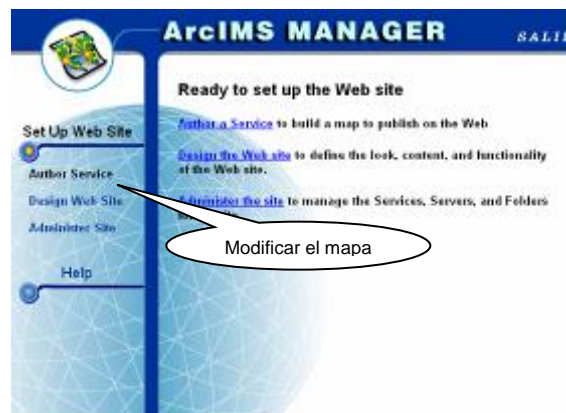 ArcIMS MANAGER
Ready to set up the Web site
Author a Service to build a map to publish on the Web
Design the Web site to define the look, content, and functionality
of the Web site.
Administer the site to manage the Services, Servers, and Folders
Set Up Web Site
Author Service
Design Web Site
Administer Site
Help
Modificar el mapa